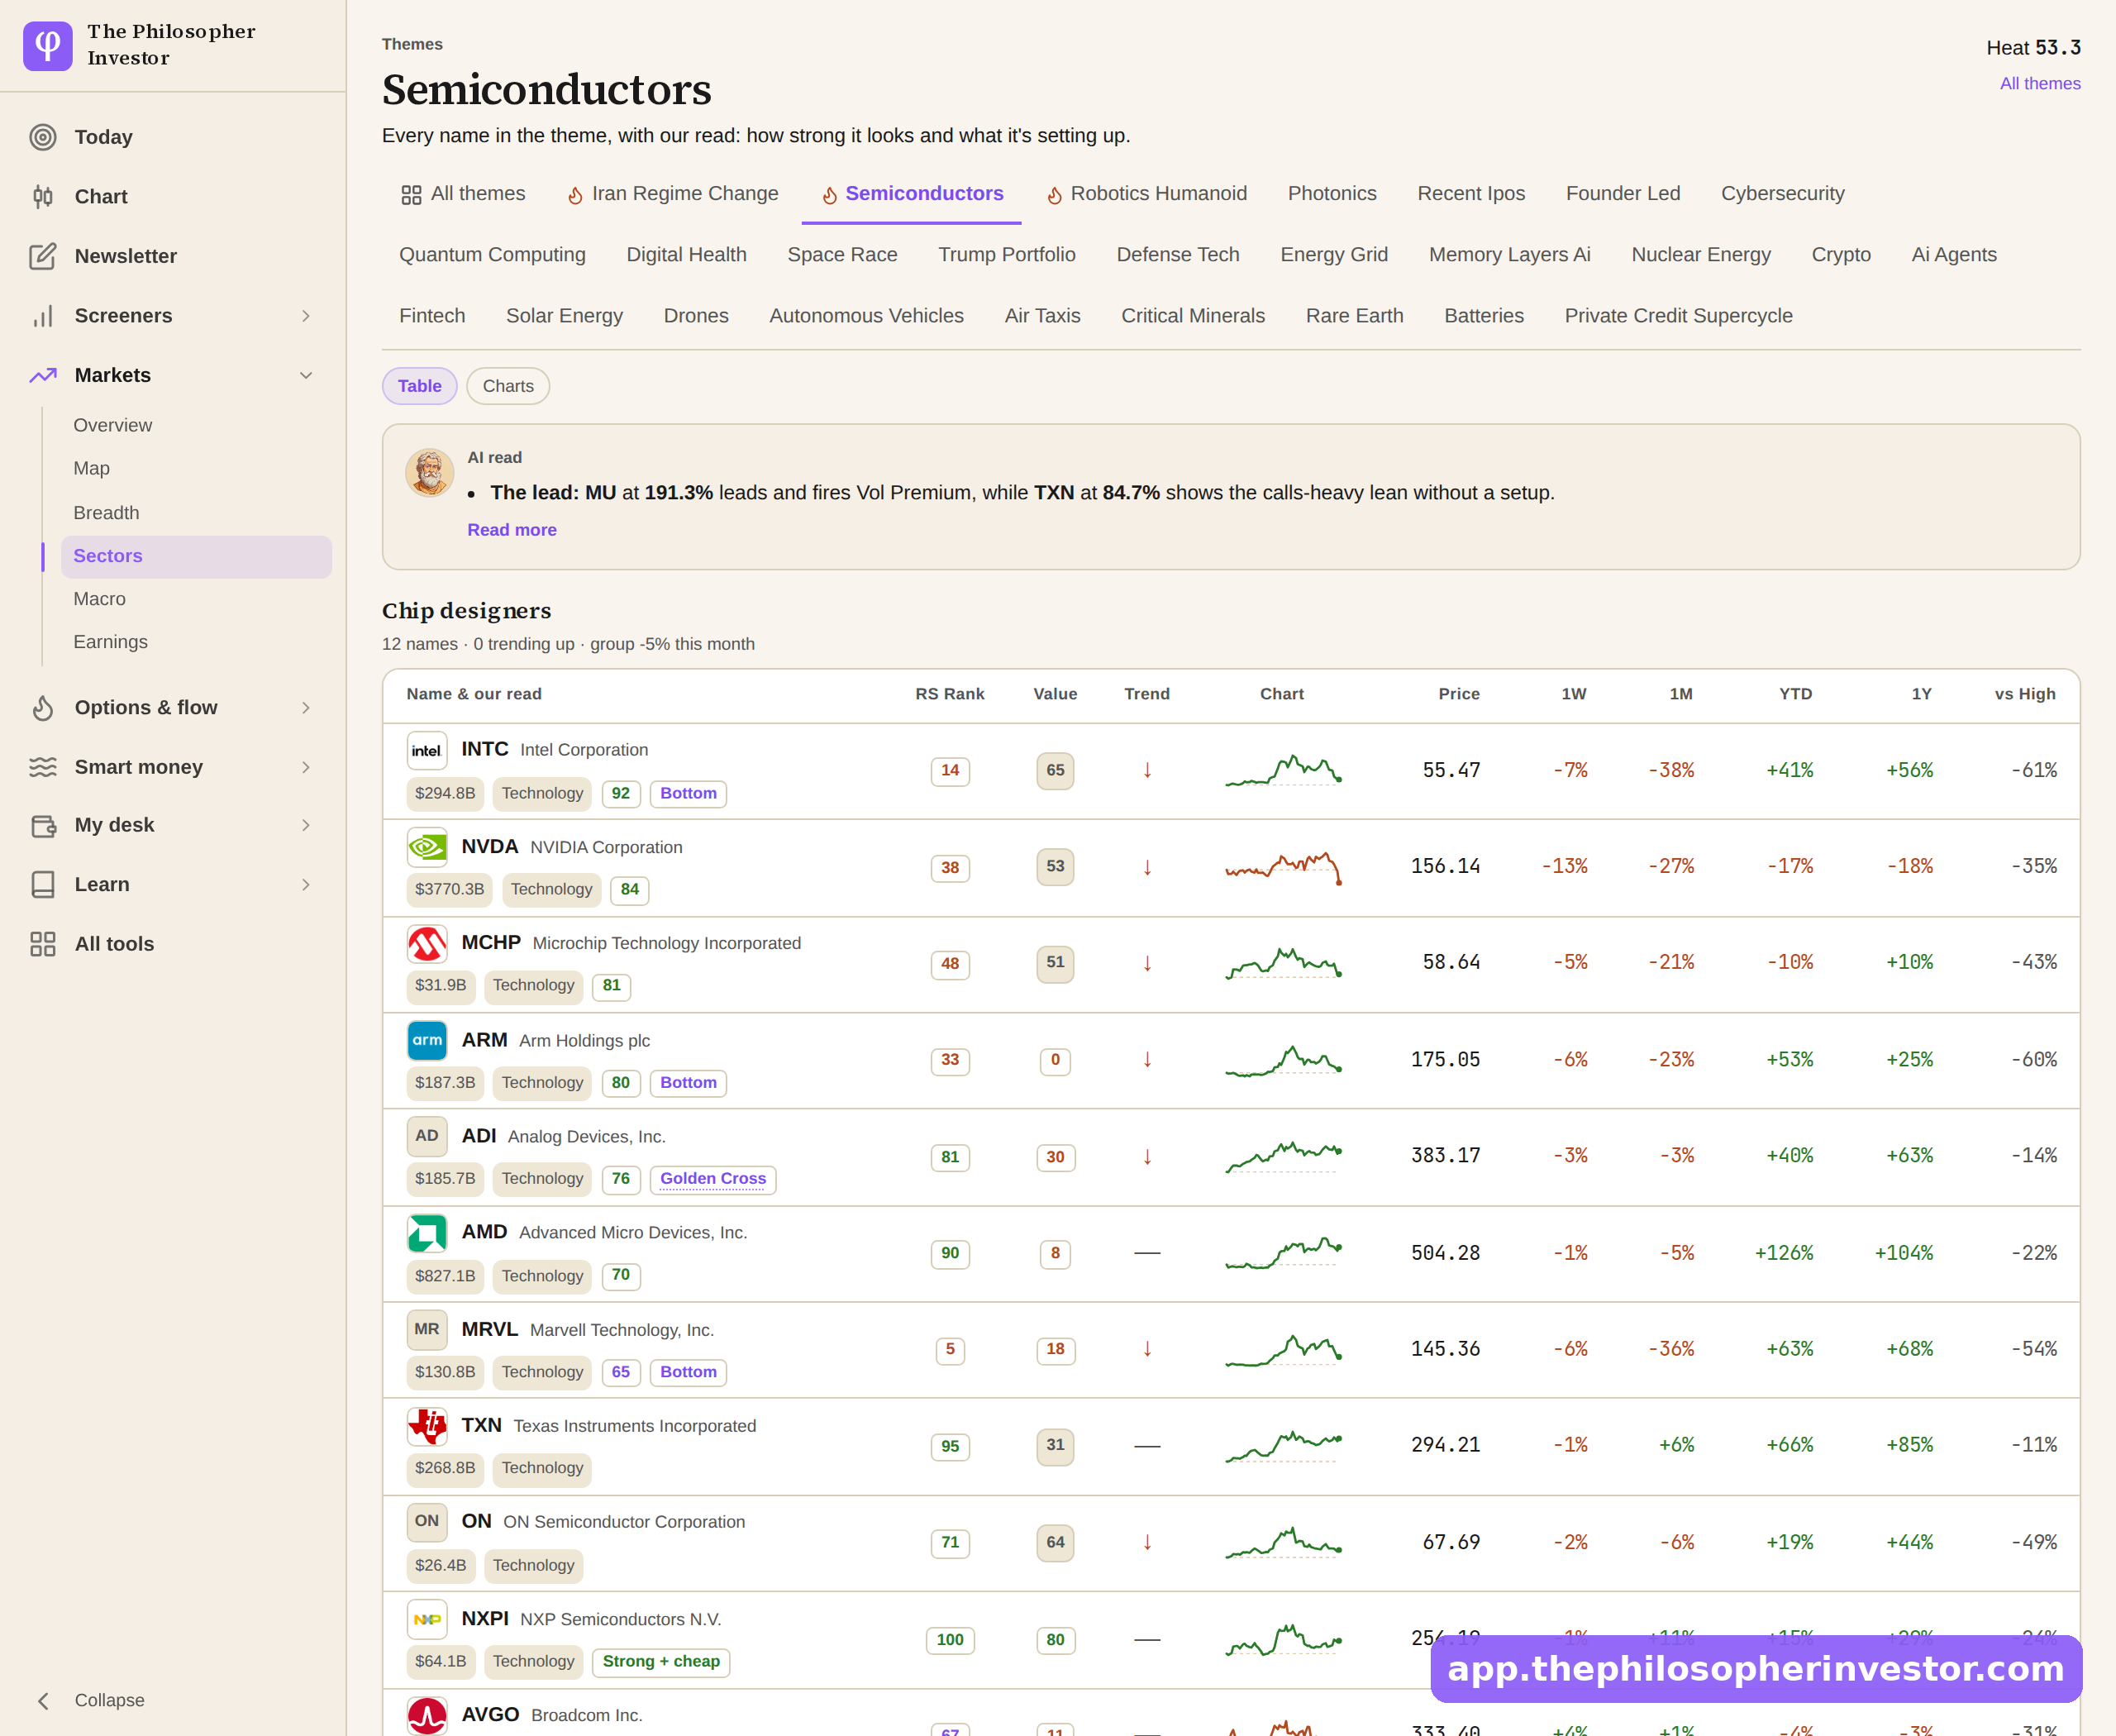 φ The Philosopher
Investor
Today
Chart
Newsletter
Screeners
Markets
Overview
Map
Breadth
Sectors
Macro
Earnings
Options & flow
Smart money
My desk
Learn
All tools
Collapse
Themes
Heat 53.3
Semiconductors
All themes
Every name in the theme, with our read: how strong it looks and what it's setting up.
All themes Iran Regime Change Semiconductors Robotics Humanoid Photonics Recent Ipos Founder Led Cybersecurity
Quantum Computing Digital Health Space Race Trump Portfolio Defense Tech Energy Grid Memory Layers Ai Nuclear Energy Crypto Ai Agents
Fintech Solar Energy Drones Autonomous Vehicles Air Taxis Critical Minerals Rare Earth Batteries Private Credit Supercycle
Table Charts
AI read
• The lead: MU at 191.3% leads and fires Vol Premium, while TXN at 84.7% shows the calls-heavy lean without a setup.
Read more
Chip designers
12 names · 0 trending up · group -5% this month
Name & our read RS Rank Value Trend Chart Price 1W 1M YTD 1Y vs High
intel INTC Intel Corporation
$294.8B Technology 92 Bottom
14 65 ↓ 55.47 -7% -38% +41% +56% -61%
NVDA NVIDIA Corporation
$3770.3B Technology 84
38 53 ↓ 156.14 -13% -27% -17% -18% -35%
MCHP Microchip Technology Incorporated
$31.9B Technology 81
48 51 ↓ 58.64 -5% -21% -10% +10% -43%
arm ARM Arm Holdings plc
$187.3B Technology 80 Bottom
33 0 ↓ 175.05 -6% -23% +53% +25% -60%
AD ADI Analog Devices, Inc.
$185.7B Technology 76 Golden Cross
81 30 ↓ 383.17 -3% -3% +40% +63% -14%
AMD Advanced Micro Devices, Inc.
$827.1B Technology 70
90 8 — 504.28 -1% -5% +126% +104% -22%
MR MRVL Marvell Technology, Inc.
$130.8B Technology 65 Bottom
5 18 ↓ 145.36 -6% -36% +63% +68% -54%
TXN Texas Instruments Incorporated
$268.8B Technology
95 31 — 294.21 -1% +6% +66% +85% -11%
ON ON ON Semiconductor Corporation
$26.4B Technology
71 64 ↓ 67.69 -2% -6% +19% +44% -49%
NXP NXPI NXP Semiconductors N.V.
$64.1B Technology Strong + cheap
100 80 — 254.19 -1% +11% +15% +29% -24%
app.thephilosopherinvestor.com
AVGO Broadcom Inc.
67 11 — 333.40 +4% +1% -4% -3% -31%